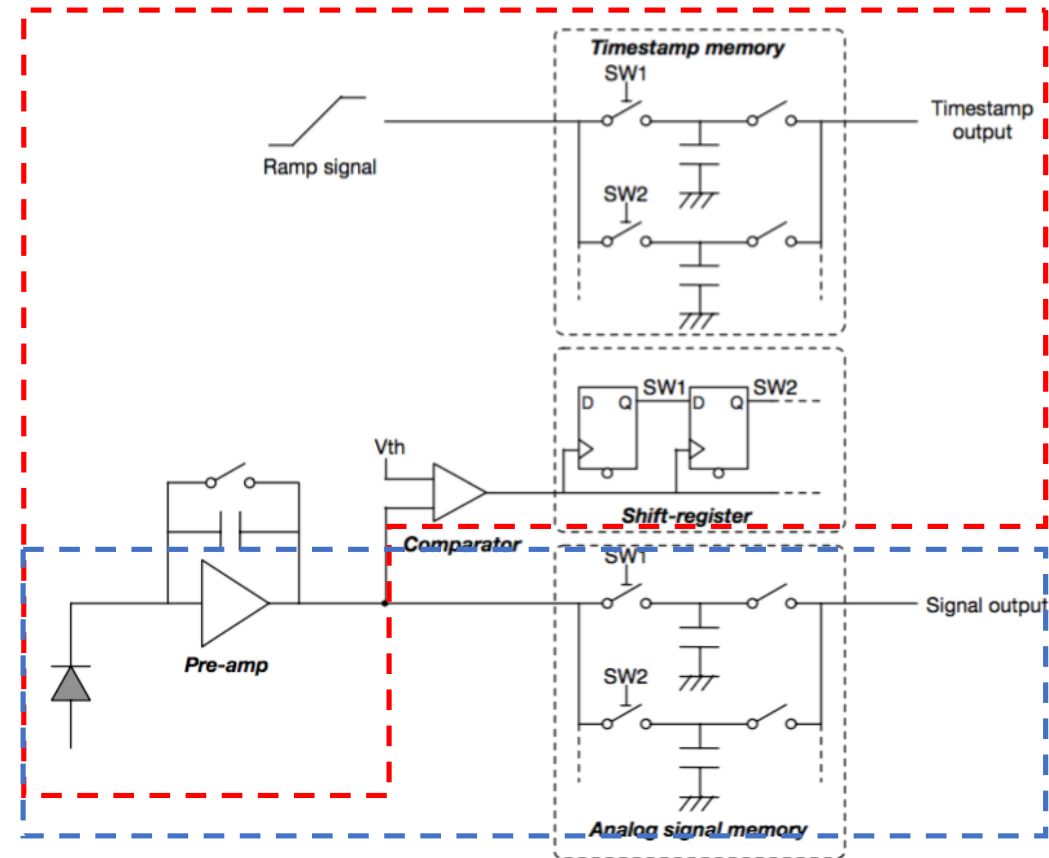 Timestamp memory
SW1
Timestamp
output
Ramp signal
SW2
SW1
SW2
D
Q
D
Q
Vth
Shift-register
Comparator
SW1
Signal output
Pre-amp
SW2
Analog signal memory